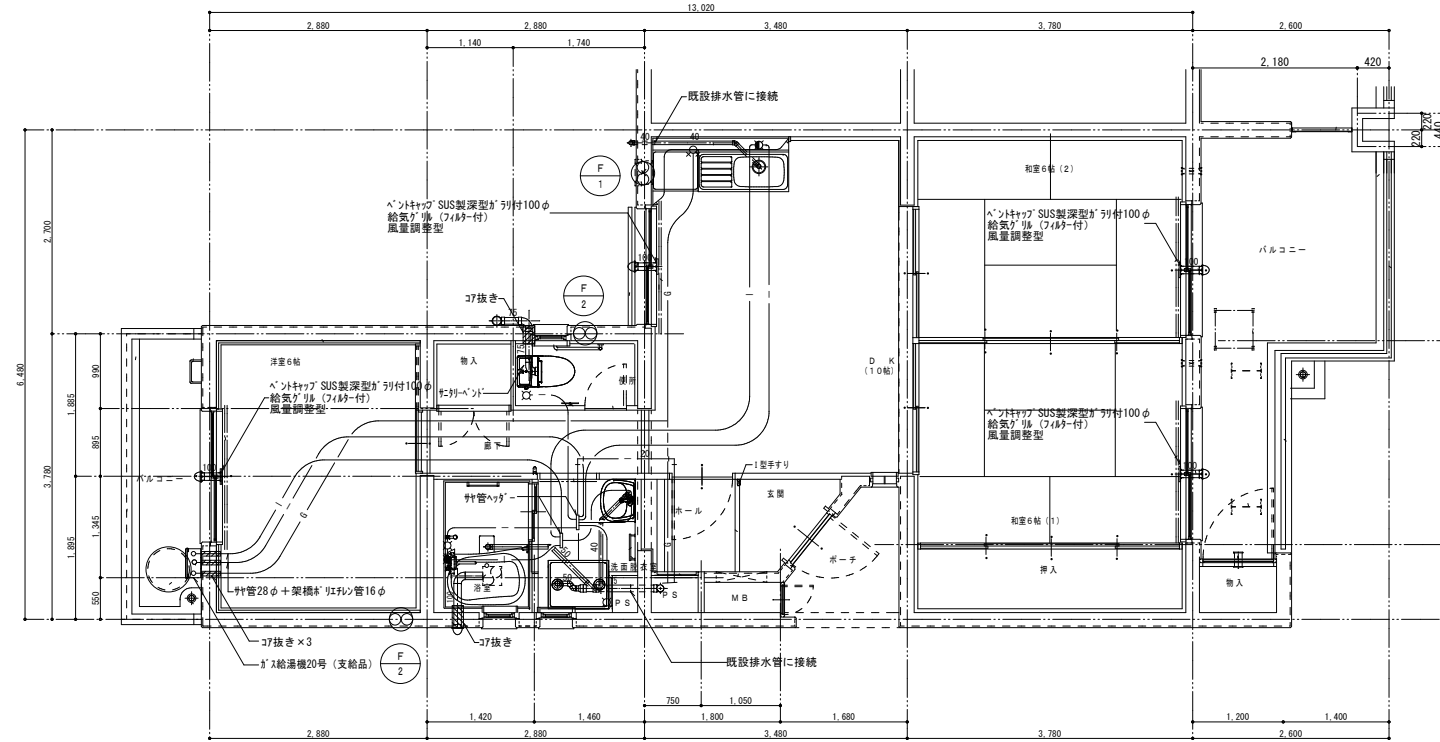 13,020
2,880
2,880
3,480
3,780
2,600
1,140
1,740
2,180
420
既設排水管に接続
40
40
220
220
440
F
1
和室6帖(2)
ベントキャップSUS製深型ガラリ付100φ
給気グリル(フィルター付)
風量調整型
100
ベントキャップSUS製深型ガラリ付100φ
給気グリル(フィルター付)
風量調整型
100
バルコニー
2,700
6,480
F
2
コア抜き
75
75
G
物入
便所
サニタリーベンド
洋室6帖
ベントキャップSUS製深型ガラリ付100φ
給気グリル(フィルター付)
風量調整型
100
DK
(10帖)
ベントキャップSUS製深型ガラリ付100φ
給気グリル(フィルター付)
風量調整型
100
990
1,885
895
3,780
1,345
1,895
550
廊下
20
I型手すり
玄関
バルコニー
サヤ管ヘッダー
ホール
G
G
和室6帖(1)
ポーチ
押入
50
40
洗面脱衣室
浴室
50
100
PS
PS
MB
物入
サヤ管28φ+架橋ポリエチレン管16φ
コア抜き×3
コア抜き
ガス給湯機20号(支給品)
F
2
既設排水管に接続
750
1,050
1,420
1,460
1,800
1,680
1,200
1,400
2,880
2,880
3,480
3,780
2,600